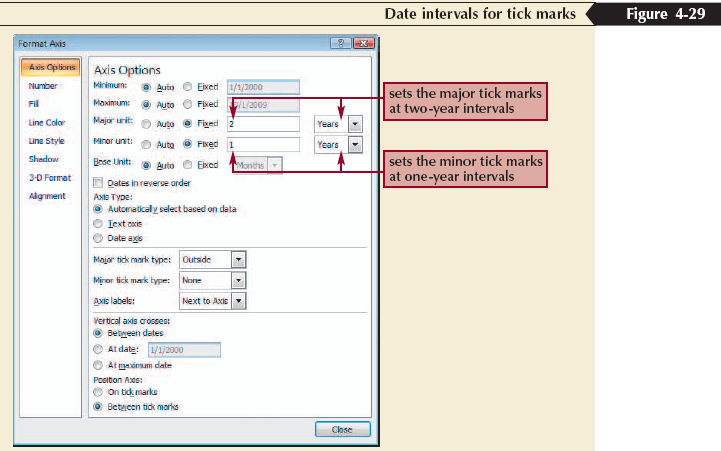 Date intervals for tick marks
Figure 4-29
Format Axis
Axis Options
Number
Fill
Line Color
Line Style
Shadow
3-D Format
Alignment
Axis Options
Minimum: Auto Fixed 1/1/2000
Maximum: Auto Fixed /1/2009
Major unit: Auto Fixed 2 Years
Minor unit: Auto Fixed 1 Years
Base Unit: Auto Fixed Months
Dates in reverse order
Axis Type:
Automatically select based on data
Text axis
Date axis
Major tick mark type: Outside
Minor tick mark type: None
Axis labels: Next to Axis
Vertical axis crosses:
Between dates
At date: 1/1/2000
At maximum date
Position Axis:
On tick marks
Between tick marks
Close
sets the major tick marks
at two-year intervals
sets the minor tick marks
at one-year intervals